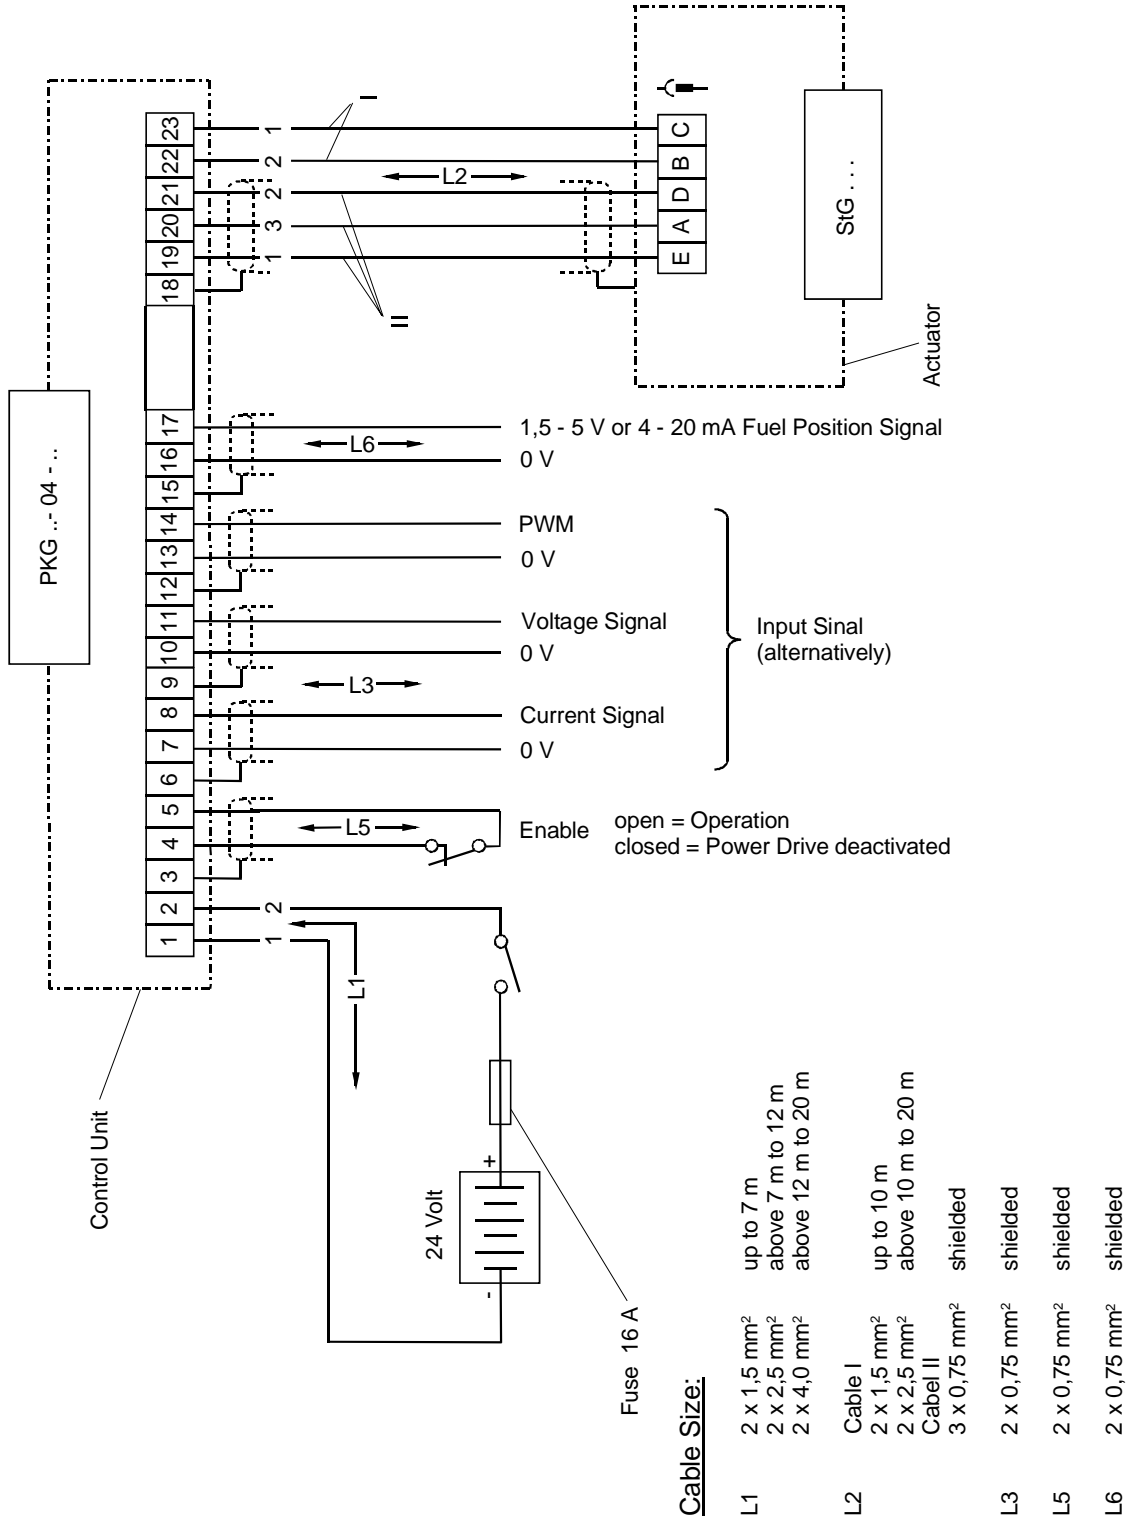 PKG ..- 04 - ..
StG . . .
23
22
21
20
19
18
17
16
15
14
13
12
11
10
9
8
7
6
5
4
3
2
1
1
2
2
3
1
I
II
L2
C
B
D
A
E
Actuator
L6
1,5 - 5 V or 4 - 20 mA Fuel Position Signal
0 V
PWM
0 V
Voltage Signal
0 V
L3
Current Signal
0 V
Input Sinal
(alternatively)
L5
Enable
open = Operation
closed = Power Drive deactivated
2
1
L1
Control Unit
24 Volt
+
-
Fuse 16 A
Cable Size:
L1 2 x 1,5 mm² up to 7 m
2 x 2,5 mm² above 7 m to 12 m
2 x 4,0 mm² above 12 m to 20 m
L2 Cable I
2 x 1,5 mm² up to 10 m
2 x 2,5 mm² above 10 m to 20 m
Cabel II
3 x 0,75 mm² shielded
L3 2 x 0,75 mm² shielded
L5 2 x 0,75 mm² shielded
L6 2 x 0,75 mm² shielded